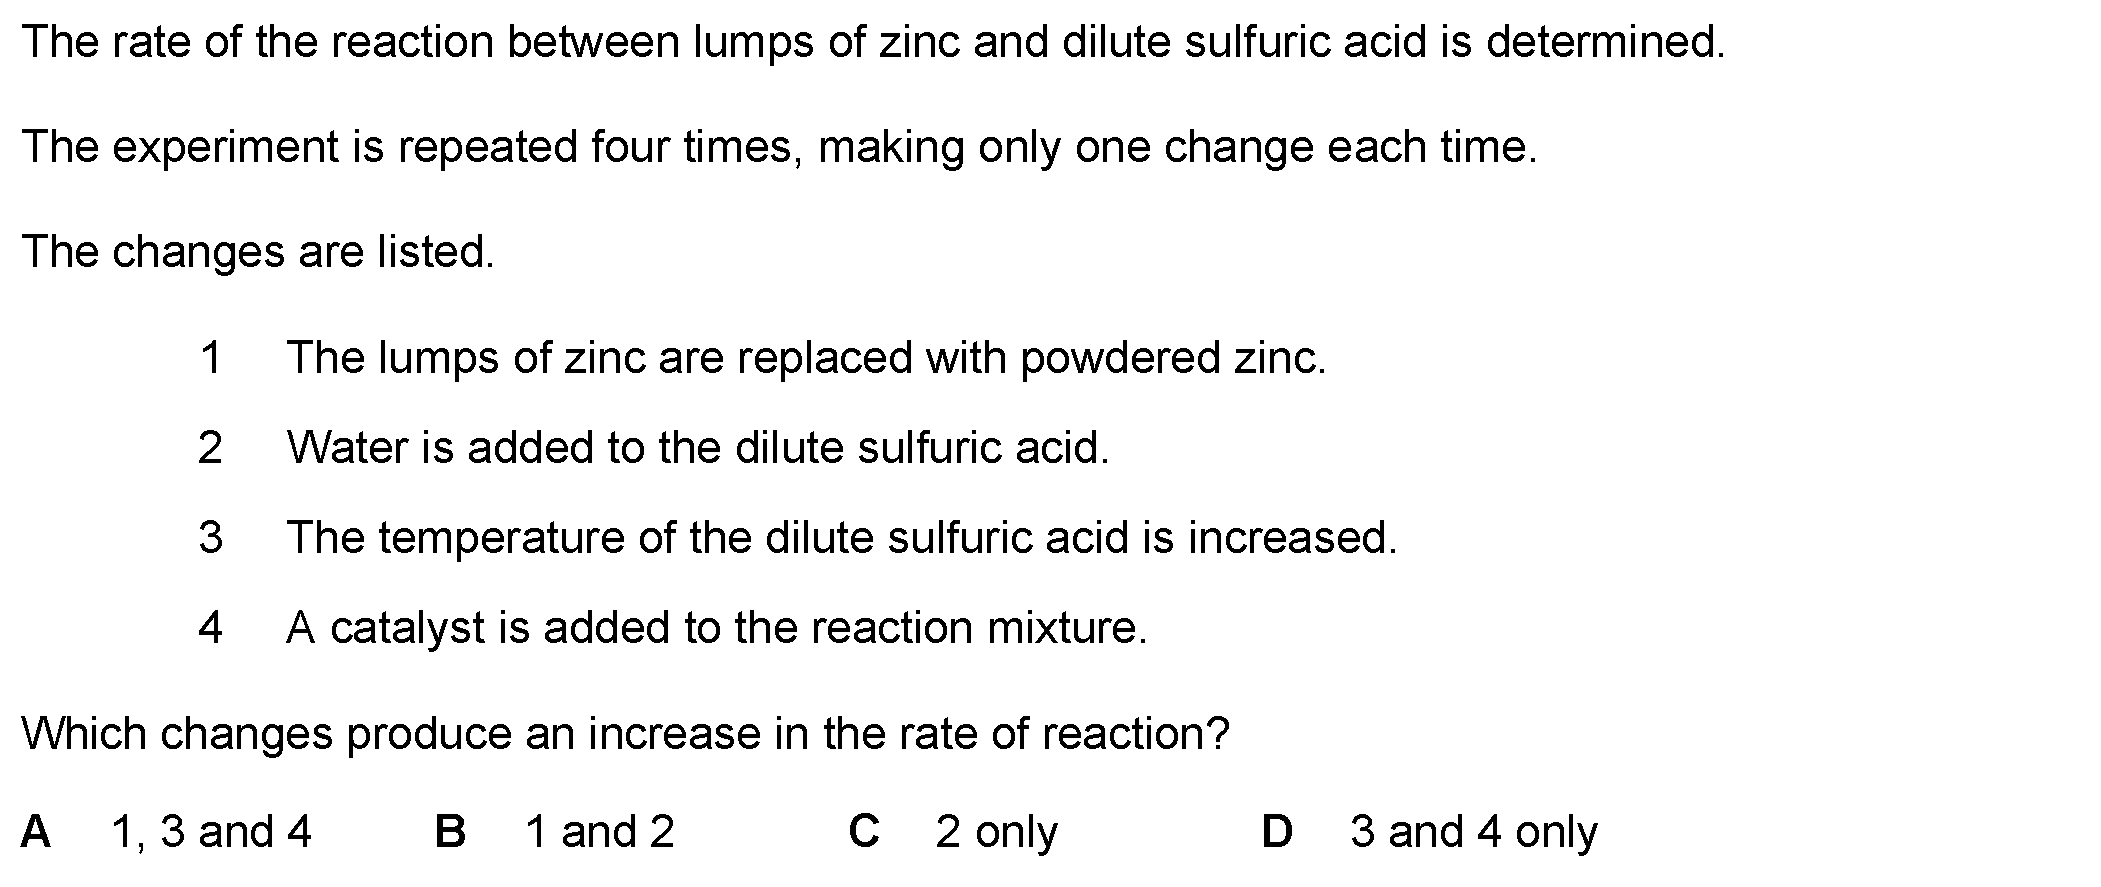 The rate of the reaction between lumps of zinc and dilute sulfuric acid is determined.
The experiment is repeated four times, making only one change each time.
The changes are listed.
1 The lumps of zinc are replaced with powdered zinc.
2 Water is added to the dilute sulfuric acid.
3 The temperature of the dilute sulfuric acid is increased.
4 A catalyst is added to the reaction mixture.
Which changes produce an increase in the rate of reaction?
A 1, 3 and 4 B 1 and 2 C 2 only D 3 and 4 only